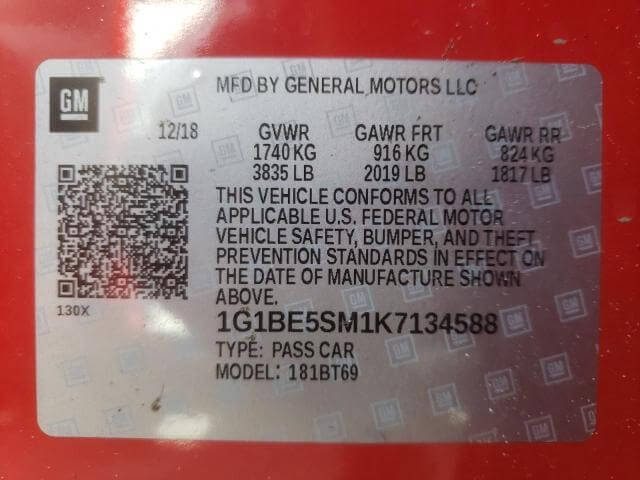 GM
MFD BY GENERAL MOTORS LLC
12/18 GVWR GAWR FRT GAWR RR
1740 KG 916 KG 824 KG
3835 LB 2019 LB 1817 LB
THIS VEHICLE CONFORMS TO ALL
APPLICABLE U.S. FEDERAL MOTOR
VEHICLE SAFETY, BUMPER, AND THEFT
PREVENTION STANDARDS IN EFFECT ON
THE DATE OF MANUFACTURE SHOWN
ABOVE.
130X
1G1BE5SM1K7134588
TYPE: PASS CAR
MODEL: 181BT69